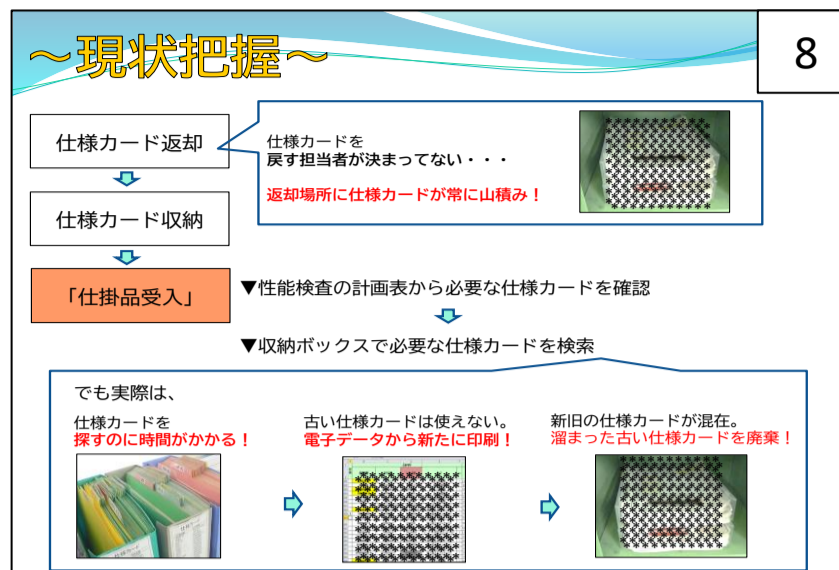 ～現状把握～
8
仕様カード返却
仕様カードを
戻す担当者が決まってない・・・
返却場所に仕様カードが常に山積み！
仕様カード収納
「仕掛品受入」
▼性能検査の計画表から必要な仕様カードを確認
▼収納ボックスで必要な仕様カードを検索
でも実際は、
仕様カードを
探すのに時間がかかる！
古い仕様カードは使えない。
電子データから新たに印刷！
新旧の仕様カードが混在。
溜まった古い仕様カードを廃棄！